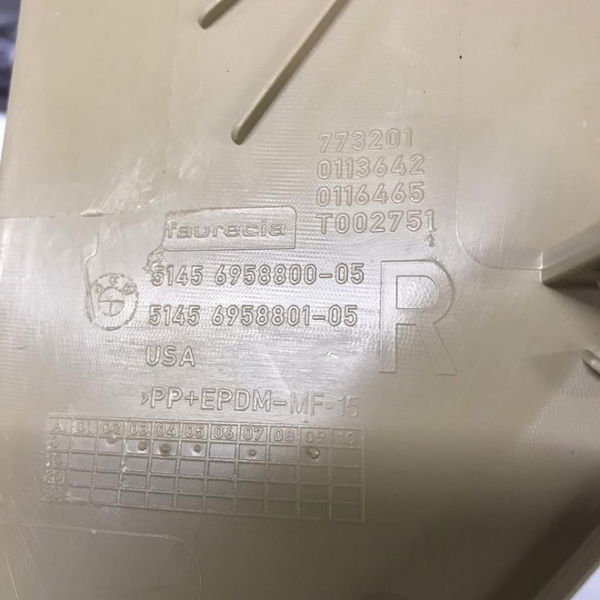 773201
0113642
0116465
T002751
faurecia
5145 6958800-05
5145 6958801-05
R
USA
>PP+EPDM-MF-15
A 01 02 03 04 05 06 07 08 09 10